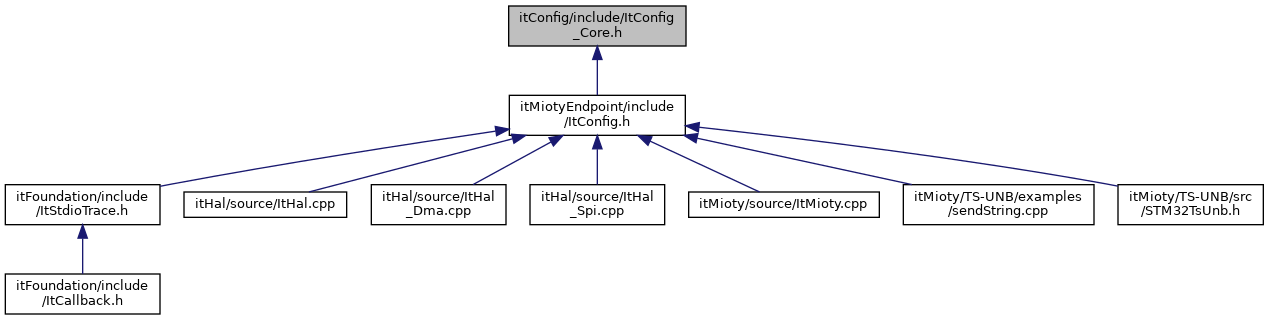 itConfig/include/ItConfig
_Core.h
itMiotyEndpoint/include
/ItConfig.h
itFoundation/include
/ItStdioTrace.h
itHal/source/ItHal.cpp
itHal/source/ItHal
_Dma.cpp
itHal/source/ItHal
_Spi.cpp
itMioty/source/ItMioty.cpp
itMioty/TS-UNB/examples
/sendString.cpp
itMioty/TS-UNB/src
/STM32TsUnb.h
itFoundation/include
/ItCallback.h